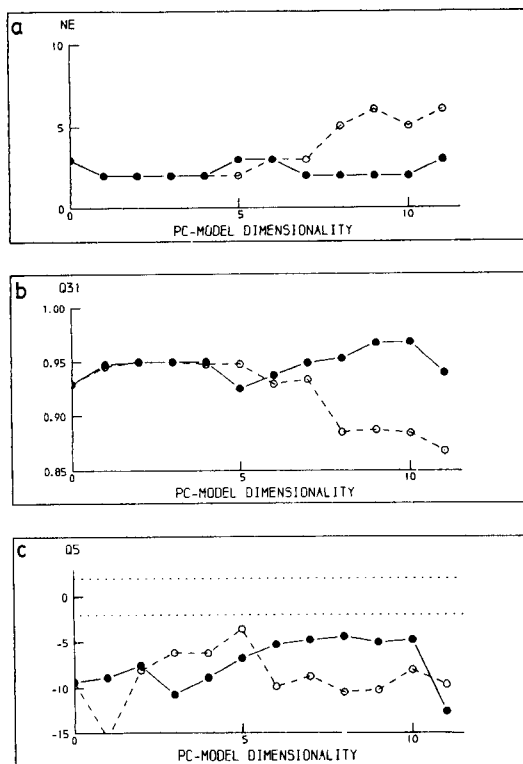 a NE
10
5
0
0 5 10
PC-MODEL DIMENSIONALITY
b Q31
1.00
0.95
0.90
0.85
0 5 10
PC-MODEL DIMENSIONALITY
c Q5
0
-5
-10
-15
0 5 10
PC-MODEL DIMENSIONALITY